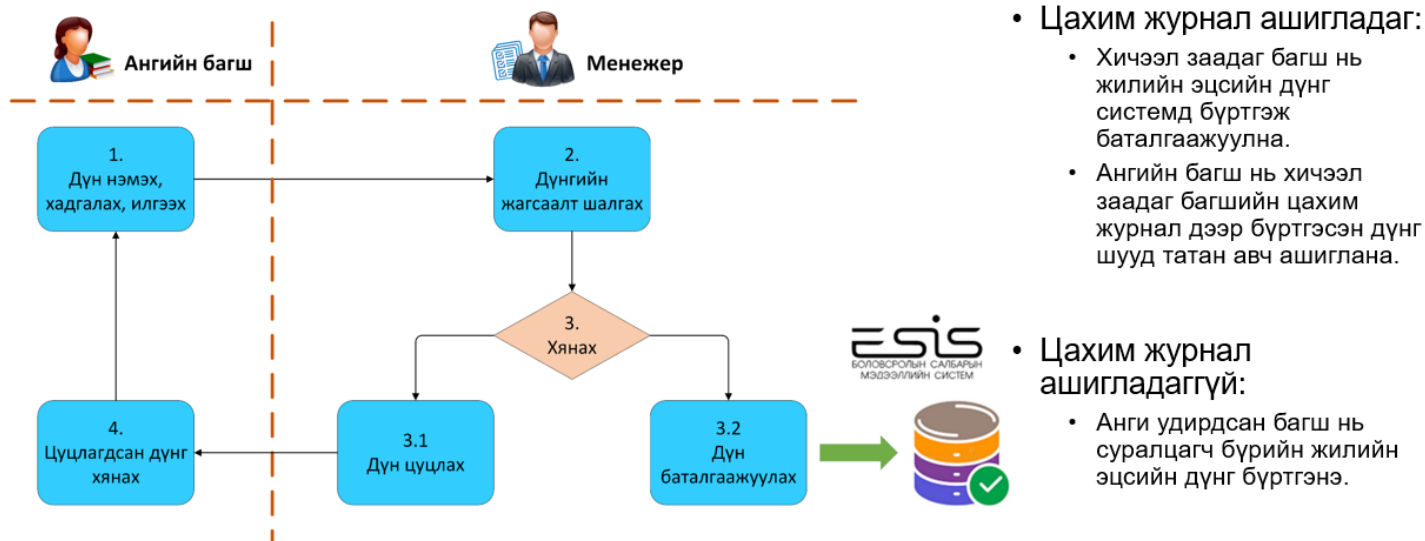 Ангийн багш
Менежер
1.
Дүн нэмэх,
хадгалах, илгээх
2.
Дүнгийн
жагсаалт шалгах
3.
Хянах
4.
Цуцлагдсан дүнг
хянах
3.1
Дүн цуцлах
3.2
Дүн
баталгаажуулах
ESIS
БОЛОВСРОЛЫН САЛБАРЫН
МЭДЭЭЛЛИЙН СИСТЕМ
• Цахим журнал ашигладаг:
• Хичээл заадаг багш нь
жилийн эцсийн дүнг
системд бүртгэж
баталгаажуулна.
• Ангийн багш нь хичээл
заадаг багшийн цахим
журнал дээр бүртгэсэн дүнг
шууд татан авч ашиглана.
• Цахим журнал
ашигладаггүй:
• Анги удирдсан багш нь
суралцагч бүрийн жилийн
эцсийн дүнг бүртгэнэ.